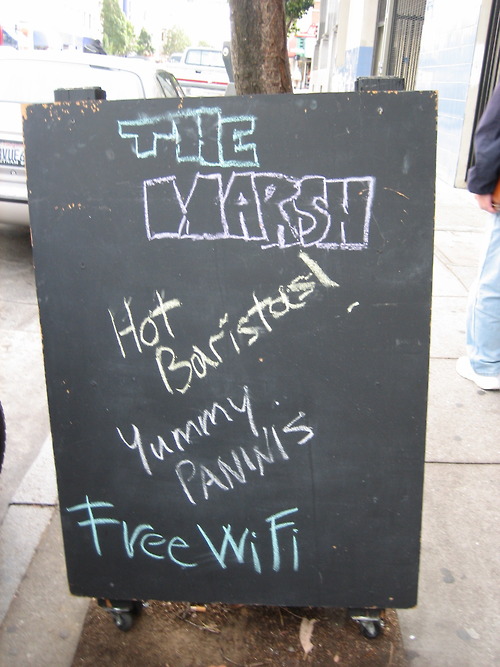 THE
MARSH
Hot
Baristas!
Yummy
PANINIS
Free WiFi